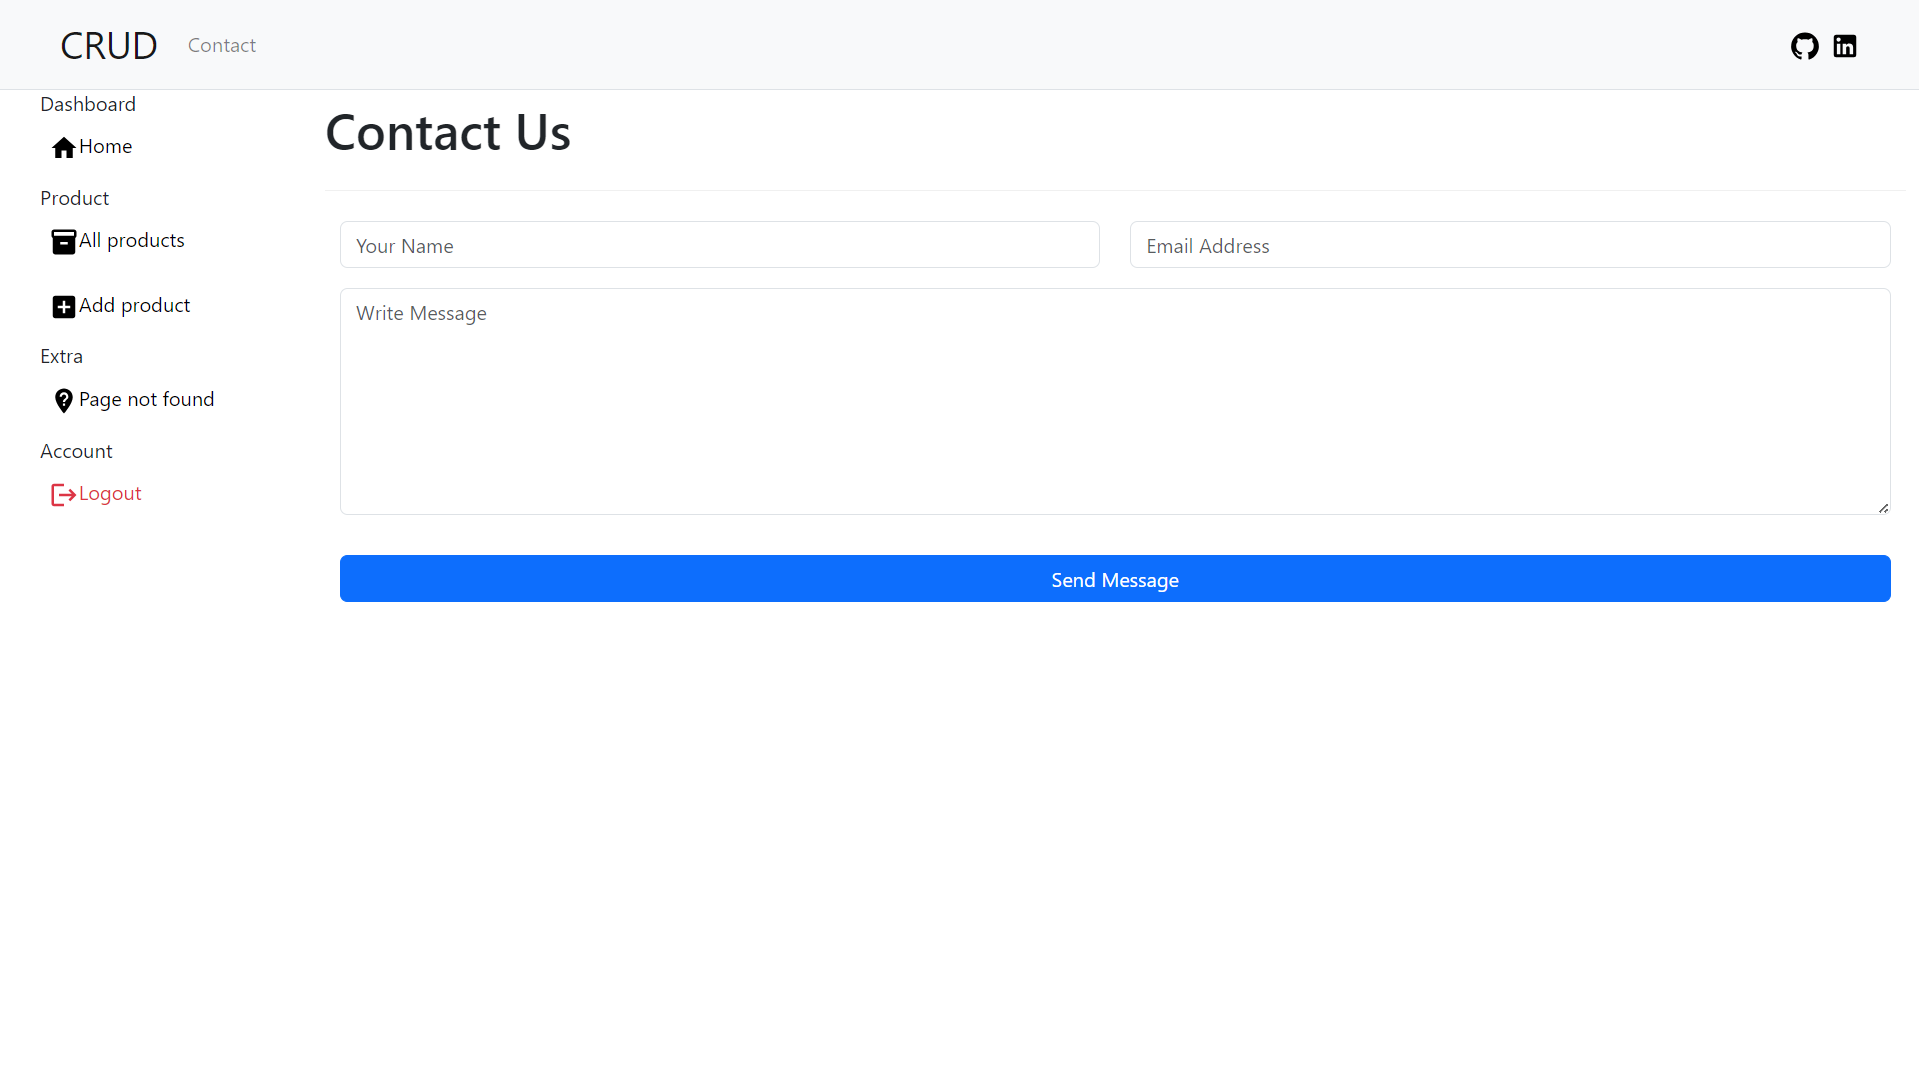 CRUD
Contact
Dashboard
Home
Product
All products
Add product
Extra
Page not found
Account
Logout
Contact Us
Your Name
Email Address
Write Message
Send Message